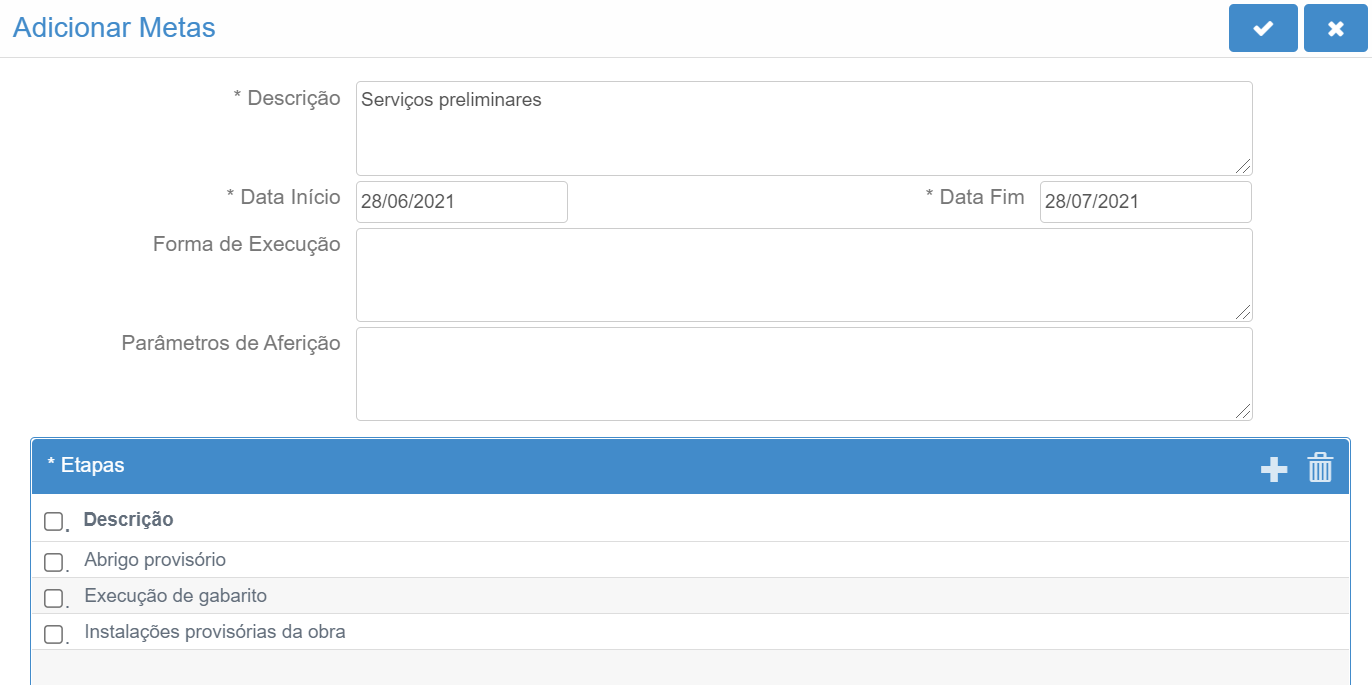 Adicionar Metas
* Descrição
Serviços preliminares
* Data Início
28/06/2021
* Data Fim
28/07/2021
Forma de Execução
Parâmetros de Aferição
* Etapas
. Descrição
. Abrigo provisório
. Execução de gabarito
. Instalações provisórias da obra